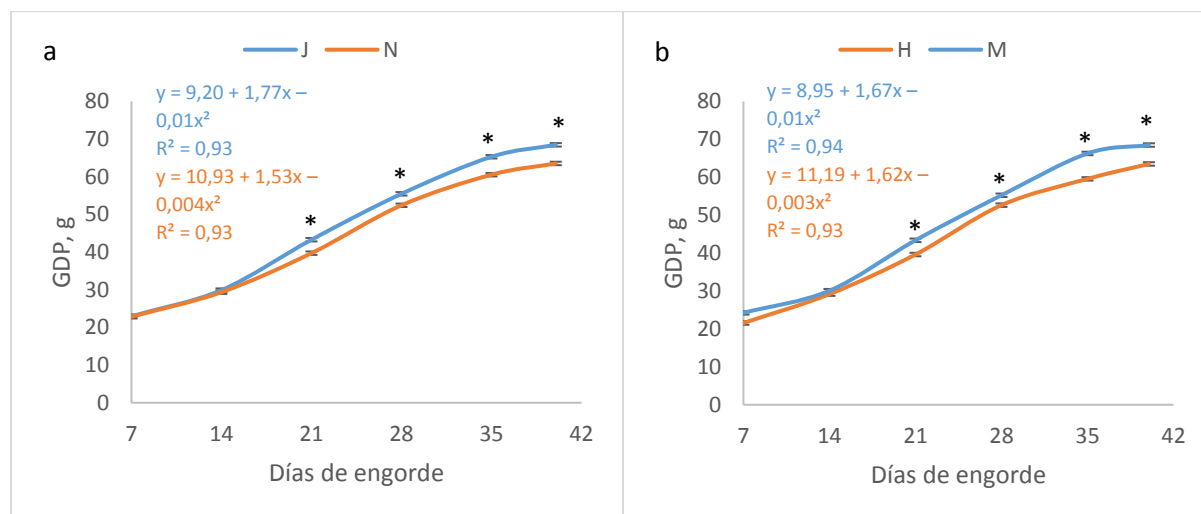 a
J N
y = 9,20 + 1,77x –
0,01x²
R² = 0,93
y = 10,93 + 1,53x –
0,004x²
R² = 0,93
GDP, g
80
70
60
50
40
30
20
10
0
* * * *
7 14 21 28 35 42
Días de engorde
b
H M
y = 8,95 + 1,67x –
0,01x²
R² = 0,94
y = 11,19 + 1,62x –
0,003x²
R² = 0,93
GDP, g
80
70
60
50
40
30
20
10
0
* * * *
7 14 21 28 35 42
Días de engorde